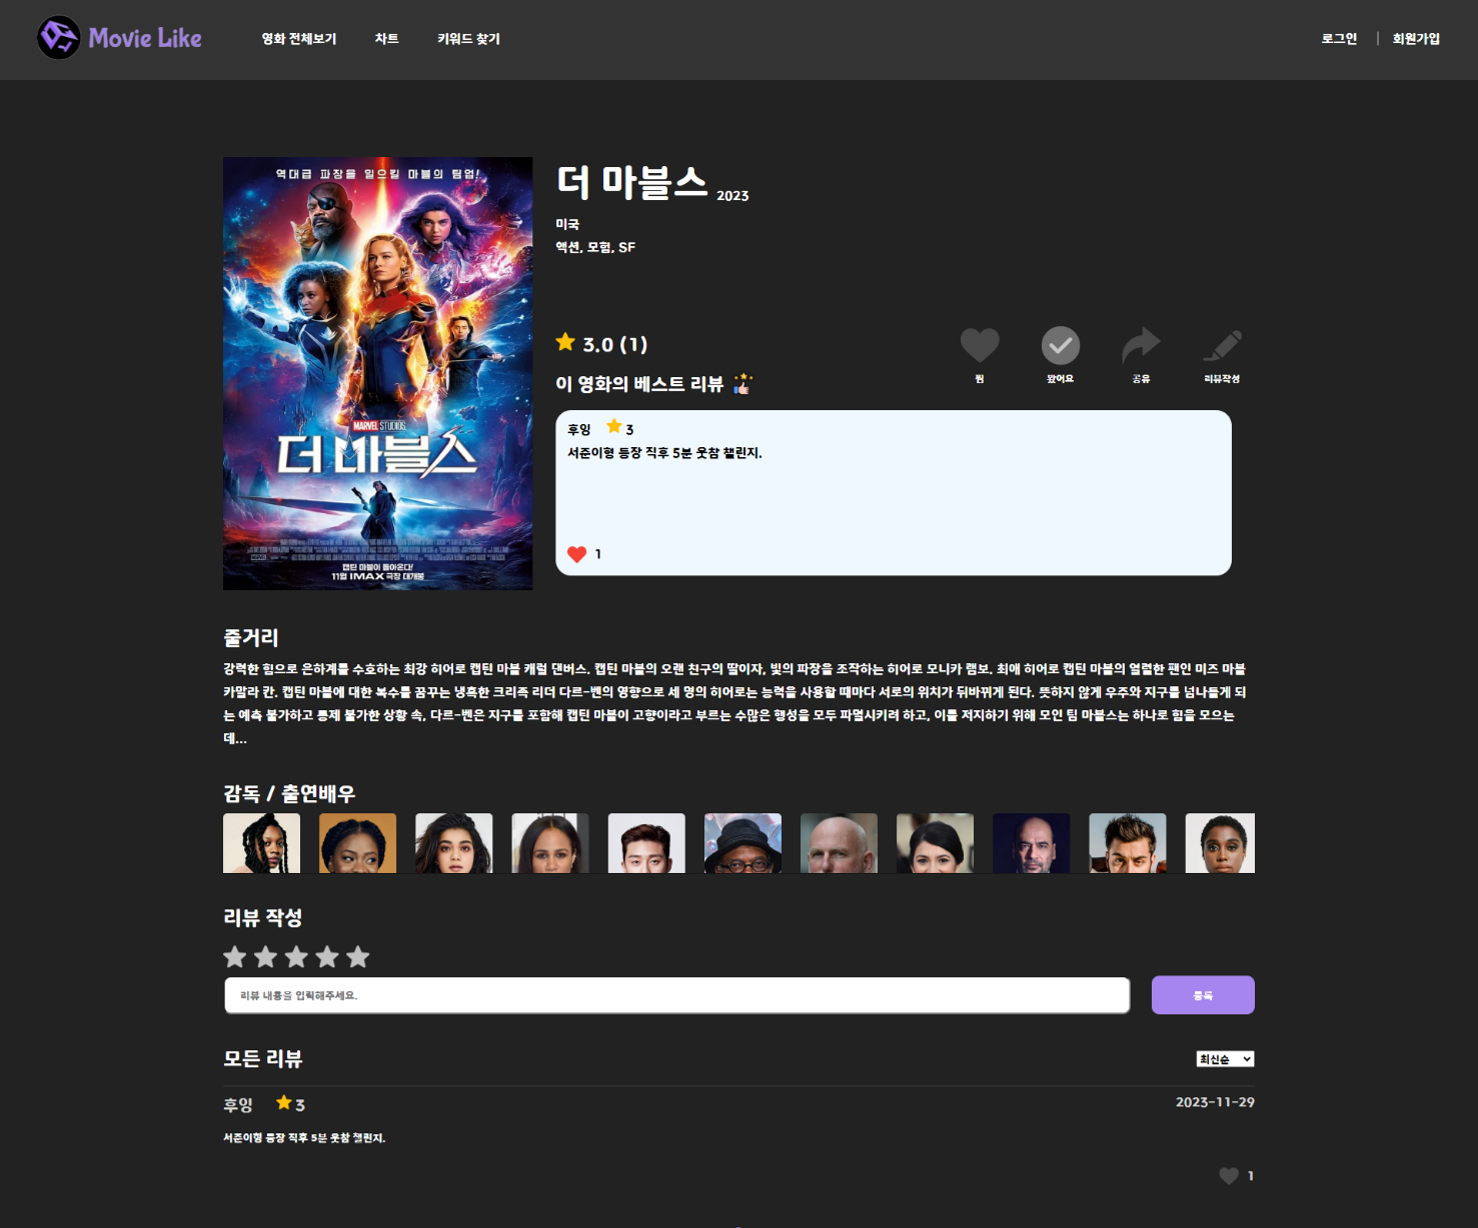 Movie Like
영화 전체보기
차트
키워드 찾기
로그인
|
회원가입
역대급 파장을 일으킬 마블의 팀업!
MARVEL STUDIOS
더 마블스
캡틴 마블이 돌아온다!
11월 IMAX 극장 대개봉
더 마블스 2023
미국
액션, 모험, SF
3.0 (1)
찜
봤어요
공유
리뷰작성
이 영화의 베스트 리뷰
후잉 3
서준이형 등장 직후 5분 웃참 챌린지.
1
줄거리
강력한 힘으로 은하계를 수호하는 최강 히어로 캡틴 마블 캐럴 댄버스. 캡틴 마블의 오랜 친구의 딸이자, 빛의 파장을 조작하는 히어로 모니카 램보. 최애 히어로 캡틴 마블의 열렬한 팬인 미즈 마블
카말라 칸. 캡틴 마블에 대한 복수를 꿈꾸는 냉혹한 크리족 리더 다르-벤의 영향으로 세 명의 히어로는 능력을 사용할 때마다 서로의 위치가 뒤바뀌게 된다. 뜻하지 않게 우주와 지구를 넘나들게 되
는 예측 불가하고 통제 불가한 상황 속, 다르-벤은 지구를 포함해 캡틴 마블이 고향이라고 부르는 수많은 행성을 모두 파멸시키려 하고, 이를 저지하기 위해 모인 팀 마블스는 하나로 힘을 모으는
데...
감독 / 출연배우
리뷰 작성
리뷰 내용을 입력해주세요.
등록
모든 리뷰
최신순
후잉 3
2023-11-29
서준이형 등장 직후 5분 웃참 챌린지.
1